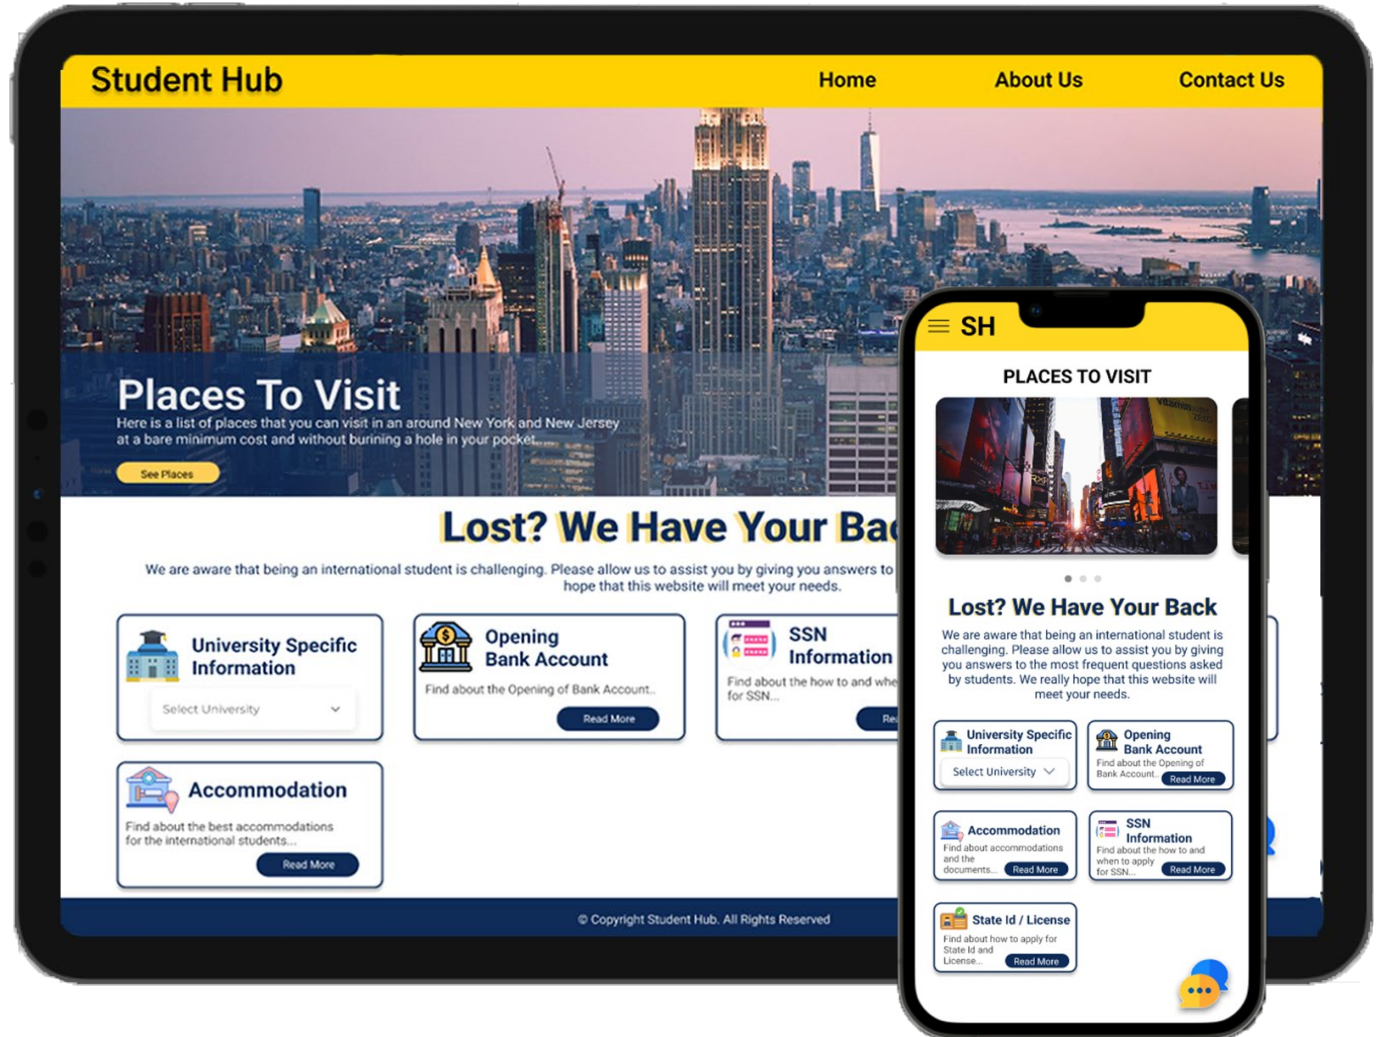 Student Hub
Home
About Us
Contact Us
Places To Visit
Here is a list of places that you can visit in an around New York and New Jersey
at a bare minimum cost and without burining a hole in your pocket...
See Places
Lost? We Have Your
We are aware that being an international student is challenging. Please allow us to assist you by giving you answers to
hope that this website will meet your needs.
University Specific
Information
Select University
Opening
Bank Account
Find about the Opening of Bank Account..
Read More
SSN
Information
Find about the how to and
for SSN...
Accommodation
Find about the best accommodations
for the international students...
Read More
© Copyright Student Hub. All Rights Reserved
SH
PLACES TO VISIT
Lost? We Have Your Back
We are aware that being an international student is
challenging. Please allow us to assist you by giving
you answers to the most frequent questions asked
by students. We really hope that this website will
meet your needs.
University Specific
Information
Select University
Opening
Bank Account
Find about the Opening of
Bank Account..
Read More
Accommodation
Find about accommodations
and the
documents...
Read More
SSN
Information
Find about the how to and
when to apply
for SSN...
Read More
State Id / License
Find about how to apply for
State Id and
License...
Read More